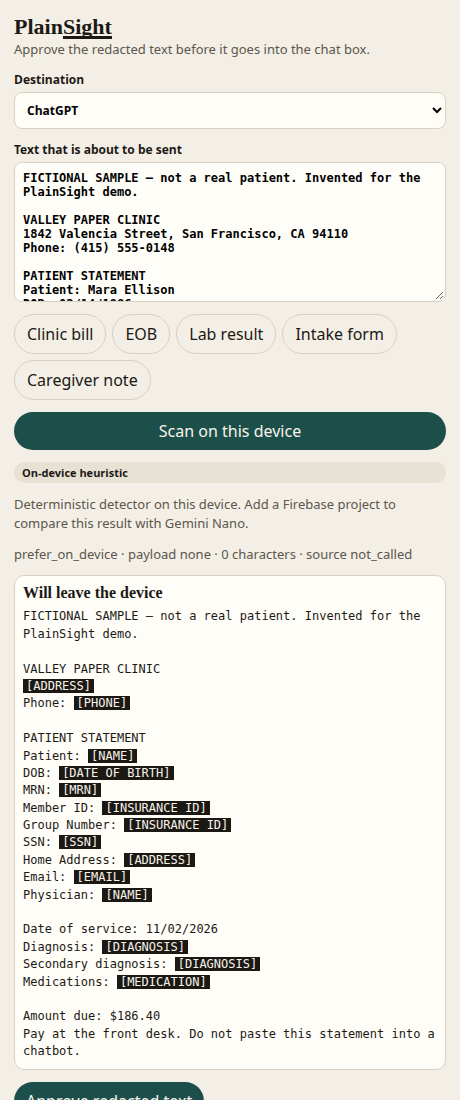 PlainSight
Approve the redacted text before it goes into the chat box.
Destination
ChatGPT
Text that is about to be sent
FICTIONAL SAMPLE — not a real patient. Invented for the
PlainSight demo.
VALLEY PAPER CLINIC
1842 Valencia Street, San Francisco, CA 94110
Phone: (415) 555-0148
PATIENT STATEMENT
Patient: Mara Ellison
Clinic bill
EOB
Lab result
Intake form
Caregiver note
Scan on this device
On-device heuristic
Deterministic detector on this device. Add a Firebase project to
compare this result with Gemini Nano.
prefer_on_device · payload none · 0 characters · source not_called
Will leave the device
FICTIONAL SAMPLE — not a real patient. Invented for the
PlainSight demo.
VALLEY PAPER CLINIC
[ADDRESS]
Phone: [PHONE]
PATIENT STATEMENT
Patient: [NAME]
DOB: [DATE OF BIRTH]
MRN: [MRN]
Member ID: [INSURANCE ID]
Group Number: [INSURANCE ID]
SSN: [SSN]
Home Address: [ADDRESS]
Email: [EMAIL]
Physician: [NAME]
Date of service: 11/02/2026
Diagnosis: [DIAGNOSIS]
Secondary diagnosis: [DIAGNOSIS]
Medications: [MEDICATION]
Amount due: $186.40
Pay at the front desk. Do not paste this statement into a
chatbot.
Approve redacted text